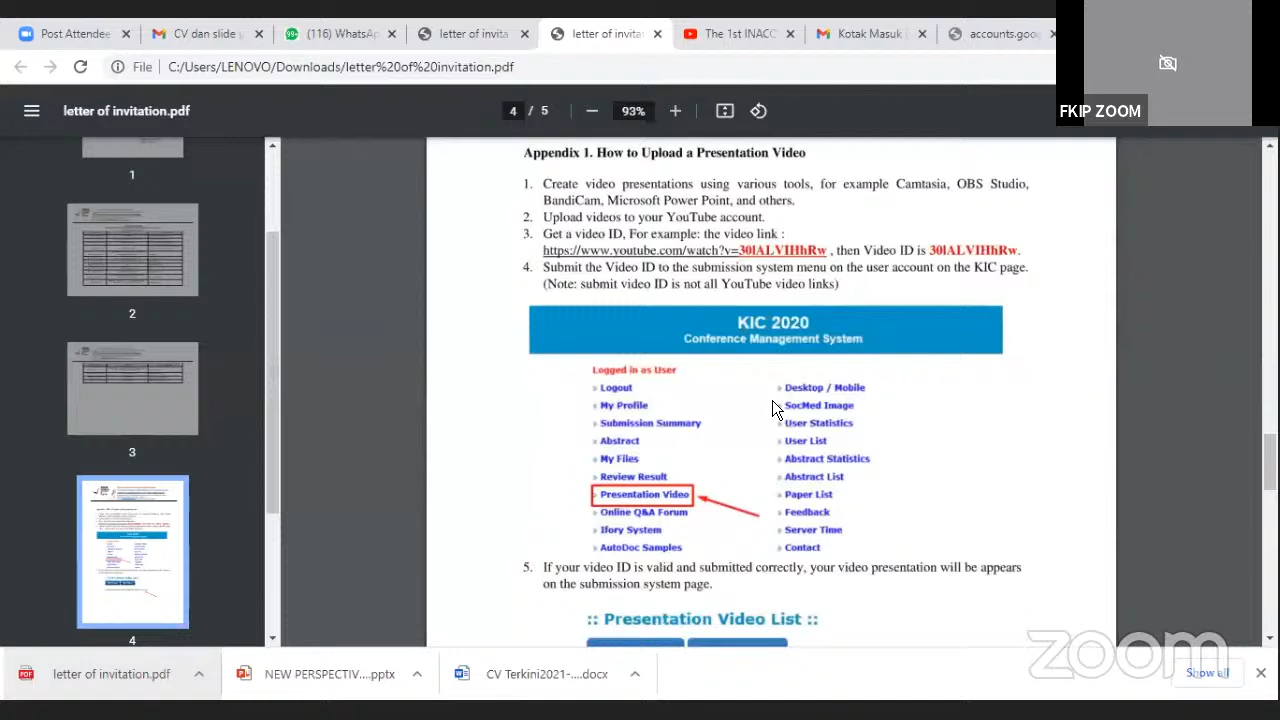 Post Attendee
CV dan slide
(116) WhatsAp
letter of invita
letter of invita
The 1st INACC
Kotak Masuk
accounts.goo
File C:/Users/LENOVO/Downloads/letter%20of%20invitation.pdf
FKIP ZOOM
letter of invitation.pdf
4 / 5
93%
1
2
3
4
Appendix 1. How to Upload a Presentation Video
1. Create video presentations using various tools, for example Camtasia, OBS Studio,
BandiCam, Microsoft Power Point, and others.
2. Upload videos to your YouTube account.
3. Get a video ID, For example: the video link :
https://www.youtube.com/watch?v=30lALVIHhRw , then Video ID is 30lALVIHhRw.
4. Submit the Video ID to the submission system menu on the user account on the KIC page.
(Note: submit video ID is not all YouTube video links)
KIC 2020
Conference Management System
Logged in as User
Logout
My Profile
Submission Summary
Abstract
My Files
Review Result
Presentation Video
Online Q&A Forum
Ifory System
AutoDoc Samples
Desktop / Mobile
SocMed Image
User Statistics
User List
Abstract Statistics
Abstract List
Paper List
Feedback
Server Time
Contact
5. If your video ID is valid and submitted correctly, your video presentation will be appears
on the submission system page.
:: Presentation Video List ::
zoom
letter of invitation.pdf
NEW PERSPECTIV....pptx
CV Terkini2021-....docx
Show all